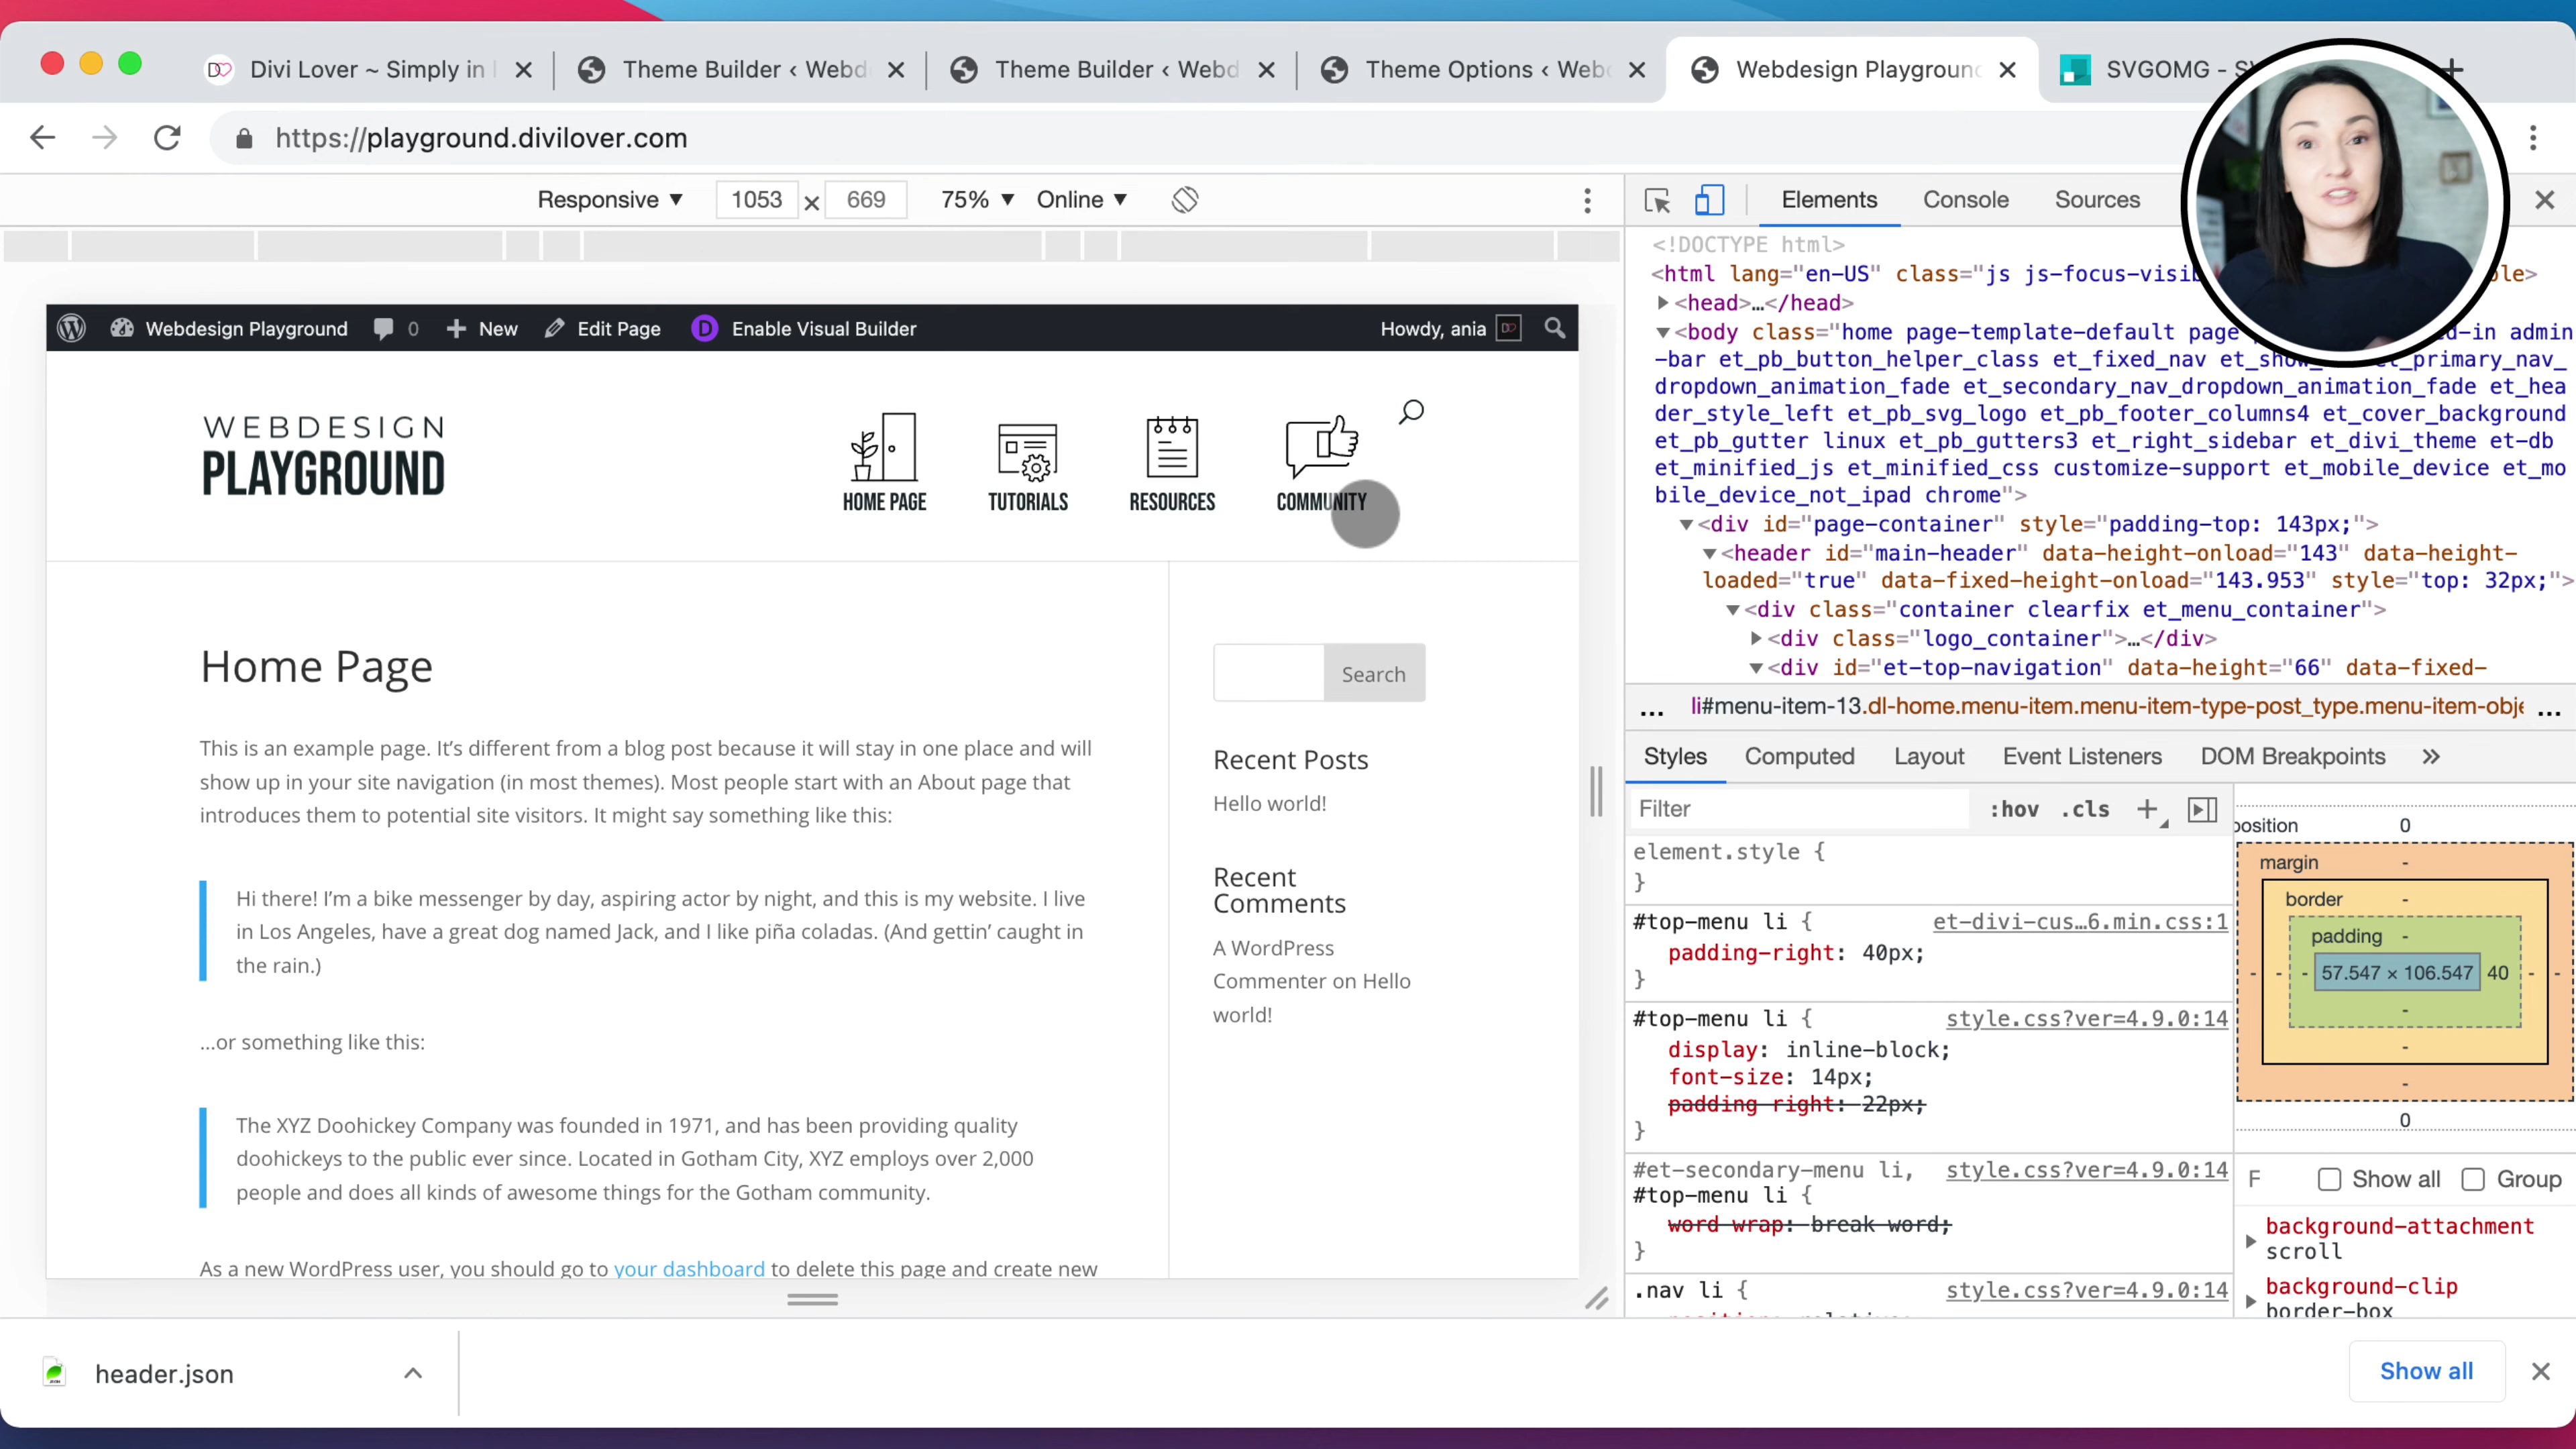 Divi Lover ~ Simply in
Theme Builder ‹ Webd
Theme Builder ‹ Webd
Theme Options ‹ Web
Webdesign Playground
SVGOMG - S
https://playground.divilover.com
Responsive ▼ 1053 × 669 75% ▼ Online ▼
Elements Console Sources
Webdesign Playground 0 New Edit Page D Enable Visual Builder Howdy, ania
WEBDESIGN
PLAYGROUND
HOME PAGE TUTORIALS RESOURCES COMMUNITY
Home Page
This is an example page. It’s different from a blog post because it will stay in one place and will
show up in your site navigation (in most themes). Most people start with an About page that
introduces them to potential site visitors. It might say something like this:
Hi there! I’m a bike messenger by day, aspiring actor by night, and this is my website. I live
in Los Angeles, have a great dog named Jack, and I like piña coladas. (And gettin’ caught in
the rain.)
…or something like this:
The XYZ Doohickey Company was founded in 1971, and has been providing quality
doohickeys to the public ever since. Located in Gotham City, XYZ employs over 2,000
people and does all kinds of awesome things for the Gotham community.
As a new WordPress user, you should go to your dashboard to delete this page and create new
Search
Recent Posts
Hello world!
Recent
Comments
A WordPress
Commenter on Hello
world!
<!DOCTYPE html>
<html lang="en-US" class="js js-focus-visib le>
<head>…</head>
<body class="home page-template-default page d-in admin
-bar et_pb_button_helper_class et_fixed_nav et_show_ et_primary_nav_
dropdown_animation_fade et_secondary_nav_dropdown_animation_fade et_hea
der_style_left et_pb_svg_logo et_pb_footer_columns4 et_cover_background
et_pb_gutter linux et_pb_gutters3 et_right_sidebar et_divi_theme et-db
et_minified_js et_minified_css customize-support et_mobile_device et_mo
bile_device_not_ipad chrome">
<div id="page-container" style="padding-top: 143px;">
<header id="main-header" data-height-onload="143" data-height-
loaded="true" data-fixed-height-onload="143.953" style="top: 32px;">
<div class="container clearfix et_menu_container">
<div class="logo_container">…</div>
<div id="et-top-navigation" data-height="66" data-fixed-
… li#menu-item-13.dl-home.menu-item.menu-item-type-post_type.menu-item-obje …
Styles Computed Layout Event Listeners DOM Breakpoints »
Filter :hov .cls +
element.style {
}
#top-menu li { et-divi-cus…6.min.css:1
padding-right: 40px;
}
#top-menu li { style.css?ver=4.9.0:14
display: inline-block;
font-size: 14px;
padding-right: 22px;
}
#et-secondary-menu li, style.css?ver=4.9.0:14
#top-menu li {
word-wrap: break-word;
}
.nav li { style.css?ver=4.9.0:14
position: relative;
position 0
margin -
border -
padding -
- - - 57.547 × 106.547 40 - -
-
-
-
0
F Show all Group
background-attachment
scroll
background-clip
border-box
header.json
Show all